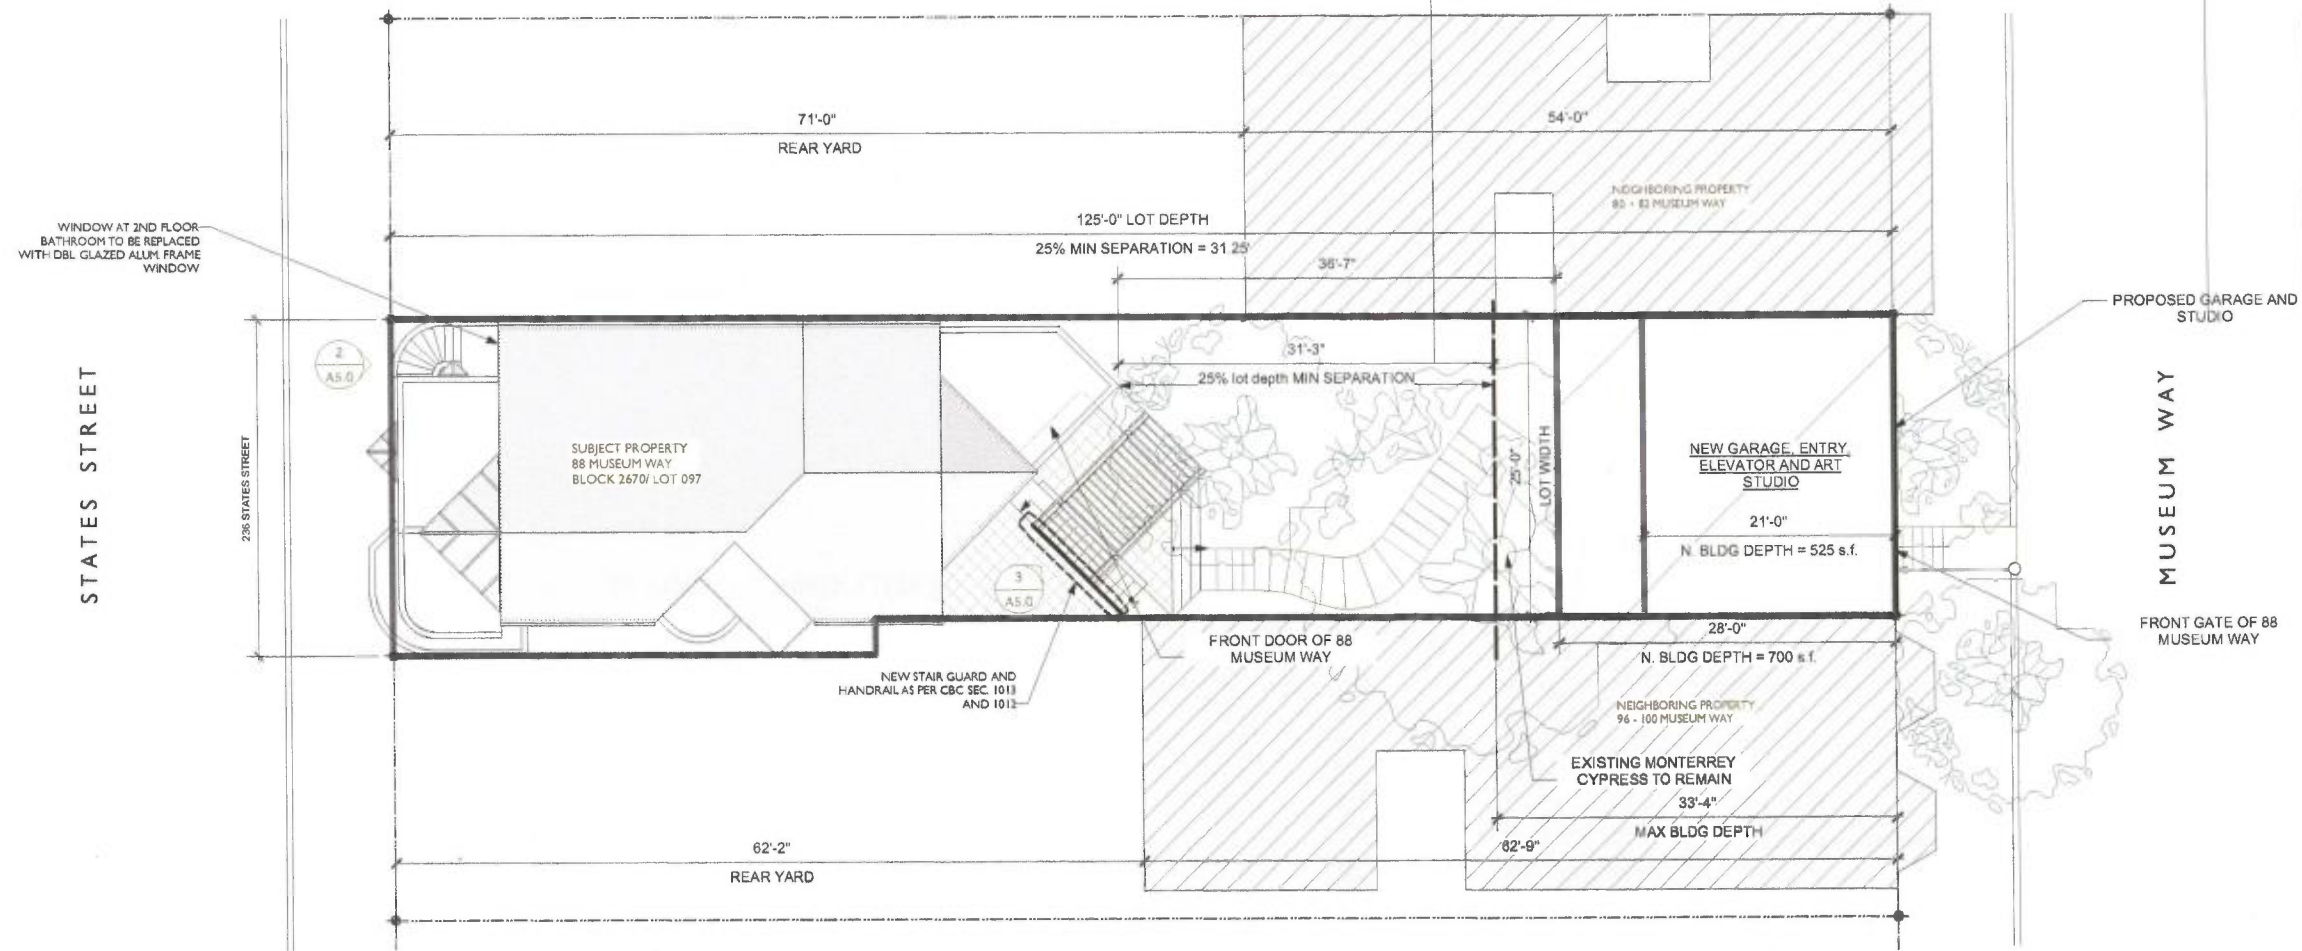 71'-0"
REAR YARD
54'-0"
NEIGHBORING PROPERTY
80 - 82 MUSEUM WAY
125'-0" LOT DEPTH
25% MIN SEPARATION = 31.25'
36'-7"
WINDOW AT 2ND FLOOR
BATHROOM TO BE REPLACED
WITH DBL GLAZED ALUM. FRAME
WINDOW
PROPOSED GARAGE AND
STUDIO
2
A5.0
31'-3"
25% lot depth MIN SEPARATION
STATES STREET
236 STATES STREET
SUBJECT PROPERTY
88 MUSEUM WAY
BLOCK 2670/ LOT 097
25'-0"
LOT WIDTH
NEW GARAGE, ENTRY,
ELEVATOR AND ART
STUDIO
21'-0"
N. BLDG DEPTH = 525 s.f.
MUSEUM WAY
3
A5.0
FRONT DOOR OF 88
MUSEUM WAY
28'-0"
N. BLDG DEPTH = 700 s.f.
FRONT GATE OF 88
MUSEUM WAY
NEW STAIR GUARD AND
HANDRAIL AS PER CBC SEC. 1013
AND 1012
NEIGHBORING PROPERTY
96 - 100 MUSEUM WAY
EXISTING MONTERREY
CYPRESS TO REMAIN
33'-4"
MAX BLDG DEPTH
62'-2"
REAR YARD
62'-9"